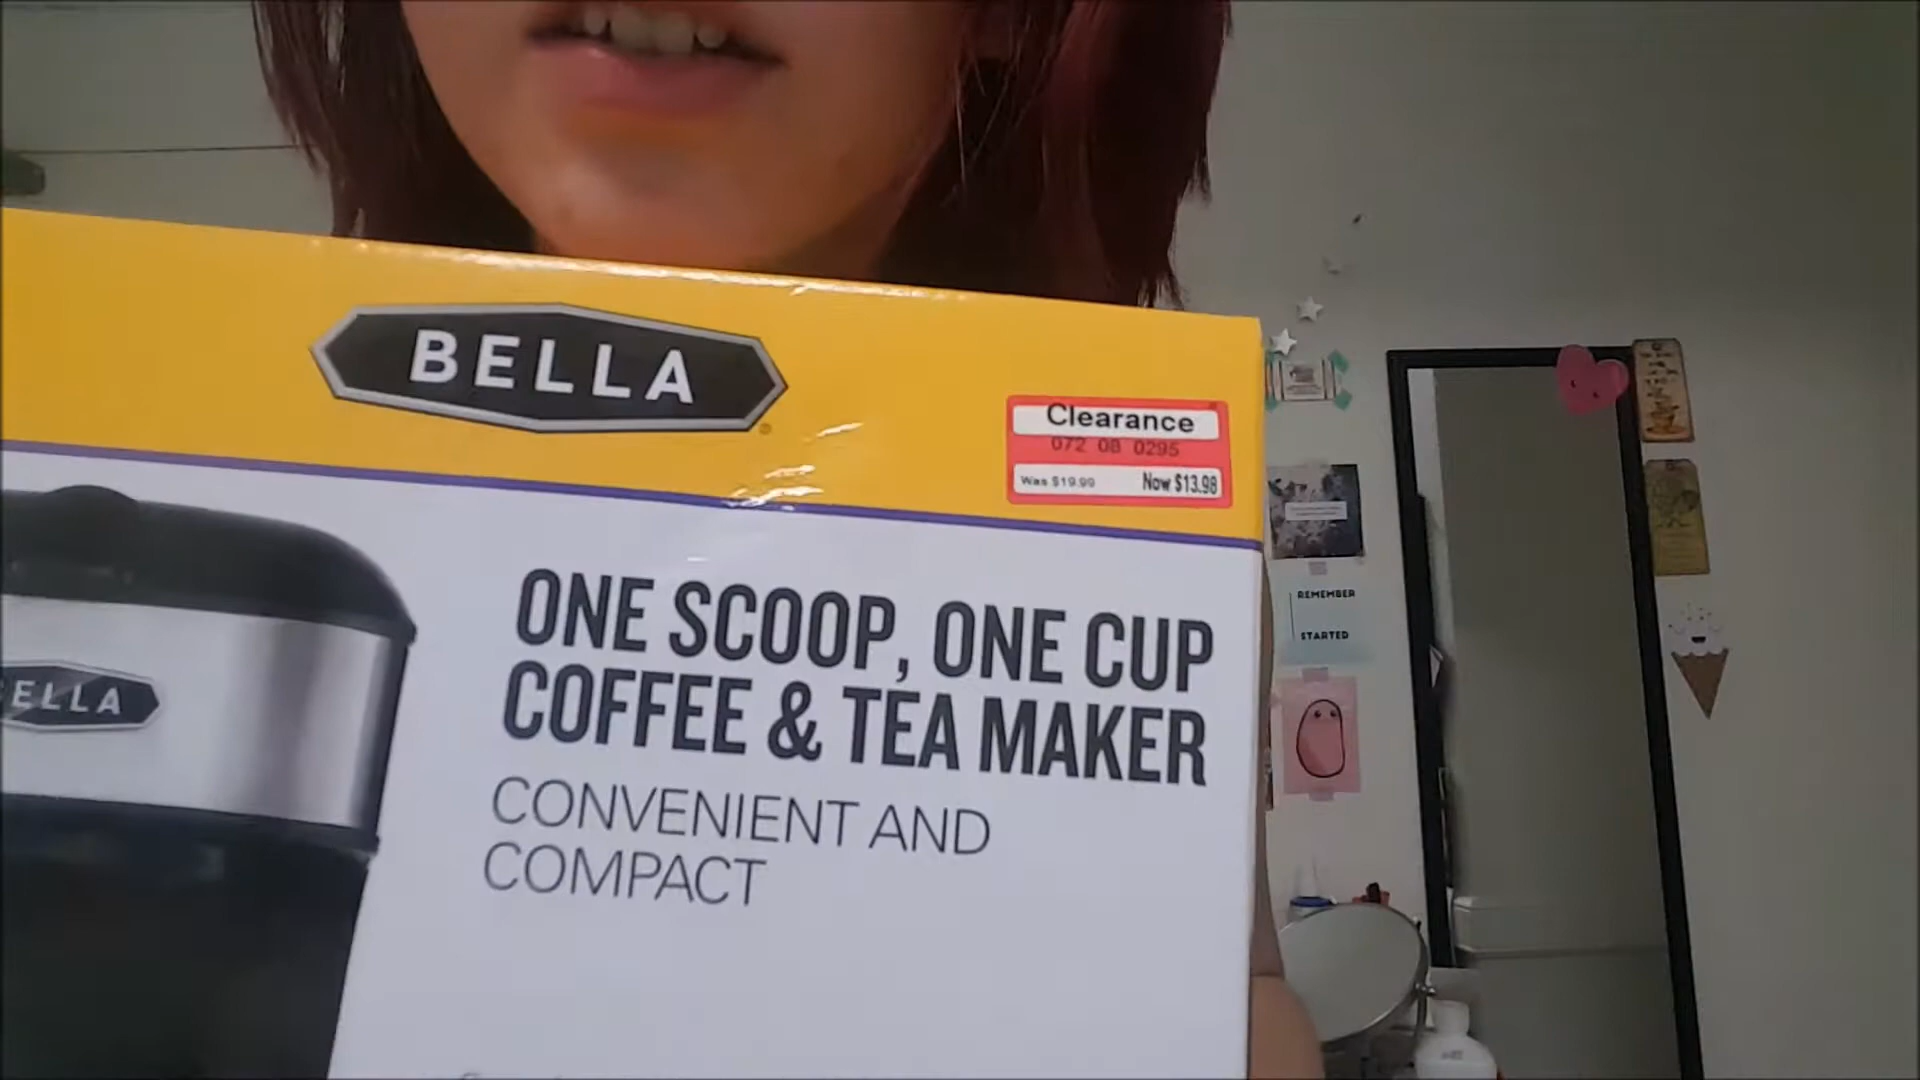 BELLA
Clearance
072 08 0295
Was $19.99 Now $13.98
ELLA
ONE SCOOP, ONE CUP
COFFEE & TEA MAKER
CONVENIENT AND
COMPACT
REMEMBER
STARTED